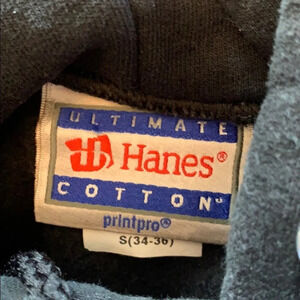 ULTIMATE
Hanes®
COTTON
printpro®
S(34-36)